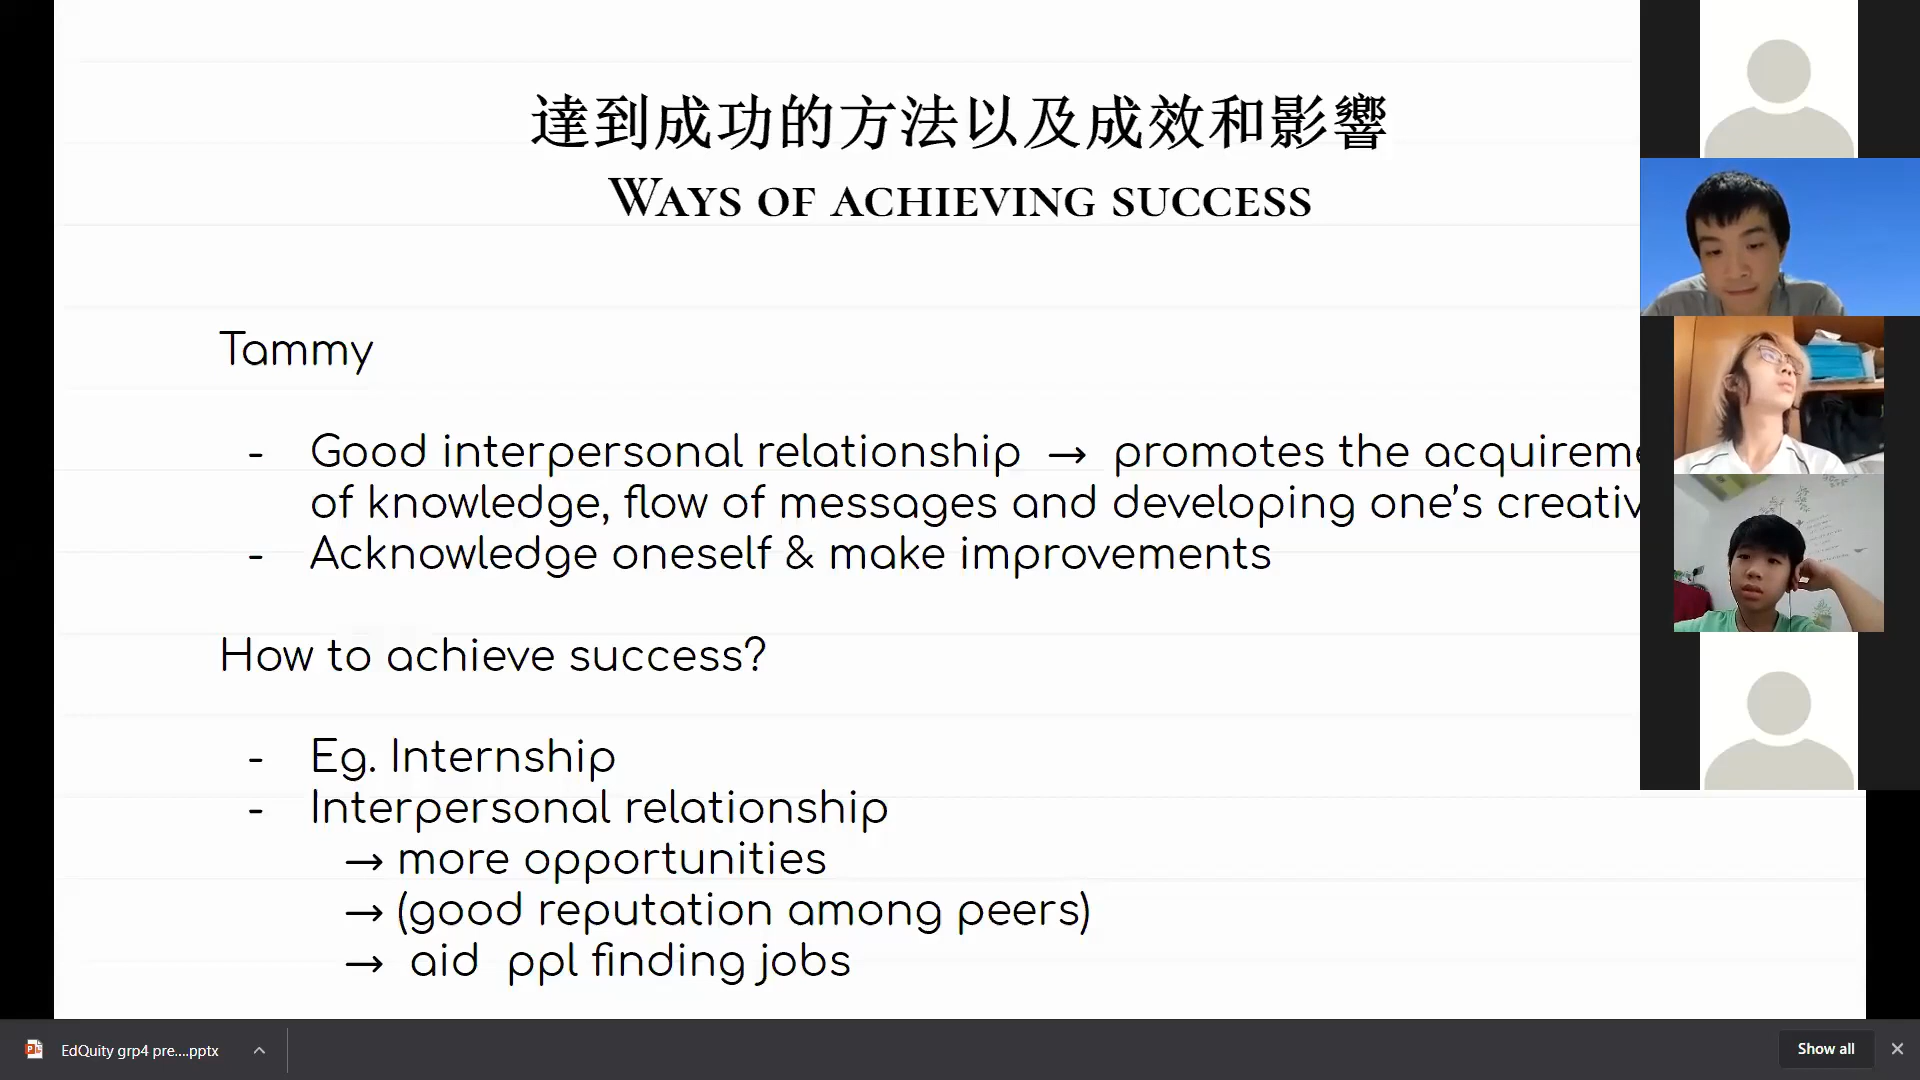 達到成功的方法以及成效和影響
Ways of achieving success
Tammy
- Good interpersonal relationship → promotes the
of knowledge, flow of messages and developing one's
- Acknowledge oneself & make improvements
How to achieve success?
- Eg. Internship
- Interpersonal relationship
→ more opportunities
→ (good reputation among peers)
→ aid ppl finding jobs
EdQuity grp4 pre....pptx
Show all